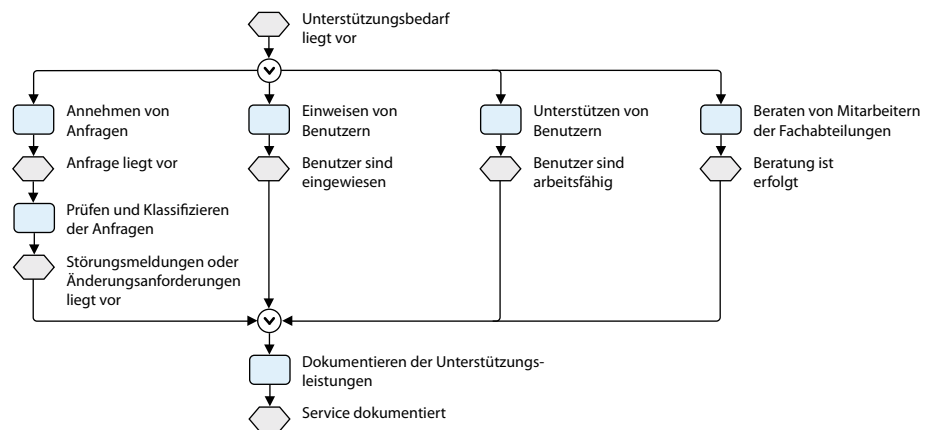 Unterstützungsbedarf
liegt vor
Annehmen von
Anfragen
Einweisen von
Benutzern
Unterstützen von
Benutzern
Beraten von Mitarbeitern
der Fachabteilungen
Anfrage liegt vor
Benutzer sind
eingewiesen
Benutzer sind
arbeitsfähig
Beratung ist
erfolgt
Prüfen und Klassifizieren
der Anfragen
Störungsmeldungen oder
Änderungsanforderungen
liegt vor
Dokumentieren der Unterstützungs-
leistungen
Service dokumentiert